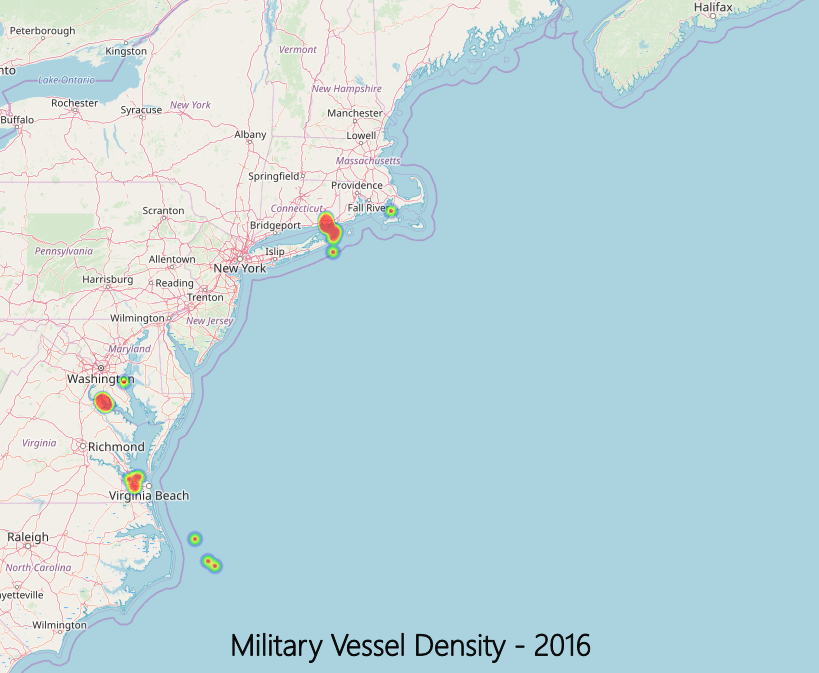 Halifax
Peterborough
Kingston
Vermont
nto
Lake Ontario
New Hampshire
Rochester
Syracuse
New York
Manchester
Buffalo
Albany
Lowell
Massachusetts
Springfield
Providence
Scranton
Connecticut
Fall River
Bridgeport
Pennsylvania
Islip
Allentown
New York
Harrisburg
Reading
Trenton
Wilmington
New Jersey
Maryland
Washington
Virginia
Richmond
Virginia Beach
Raleigh
North Carolina
ayetteville
Wilmington
Military Vessel Density - 2016